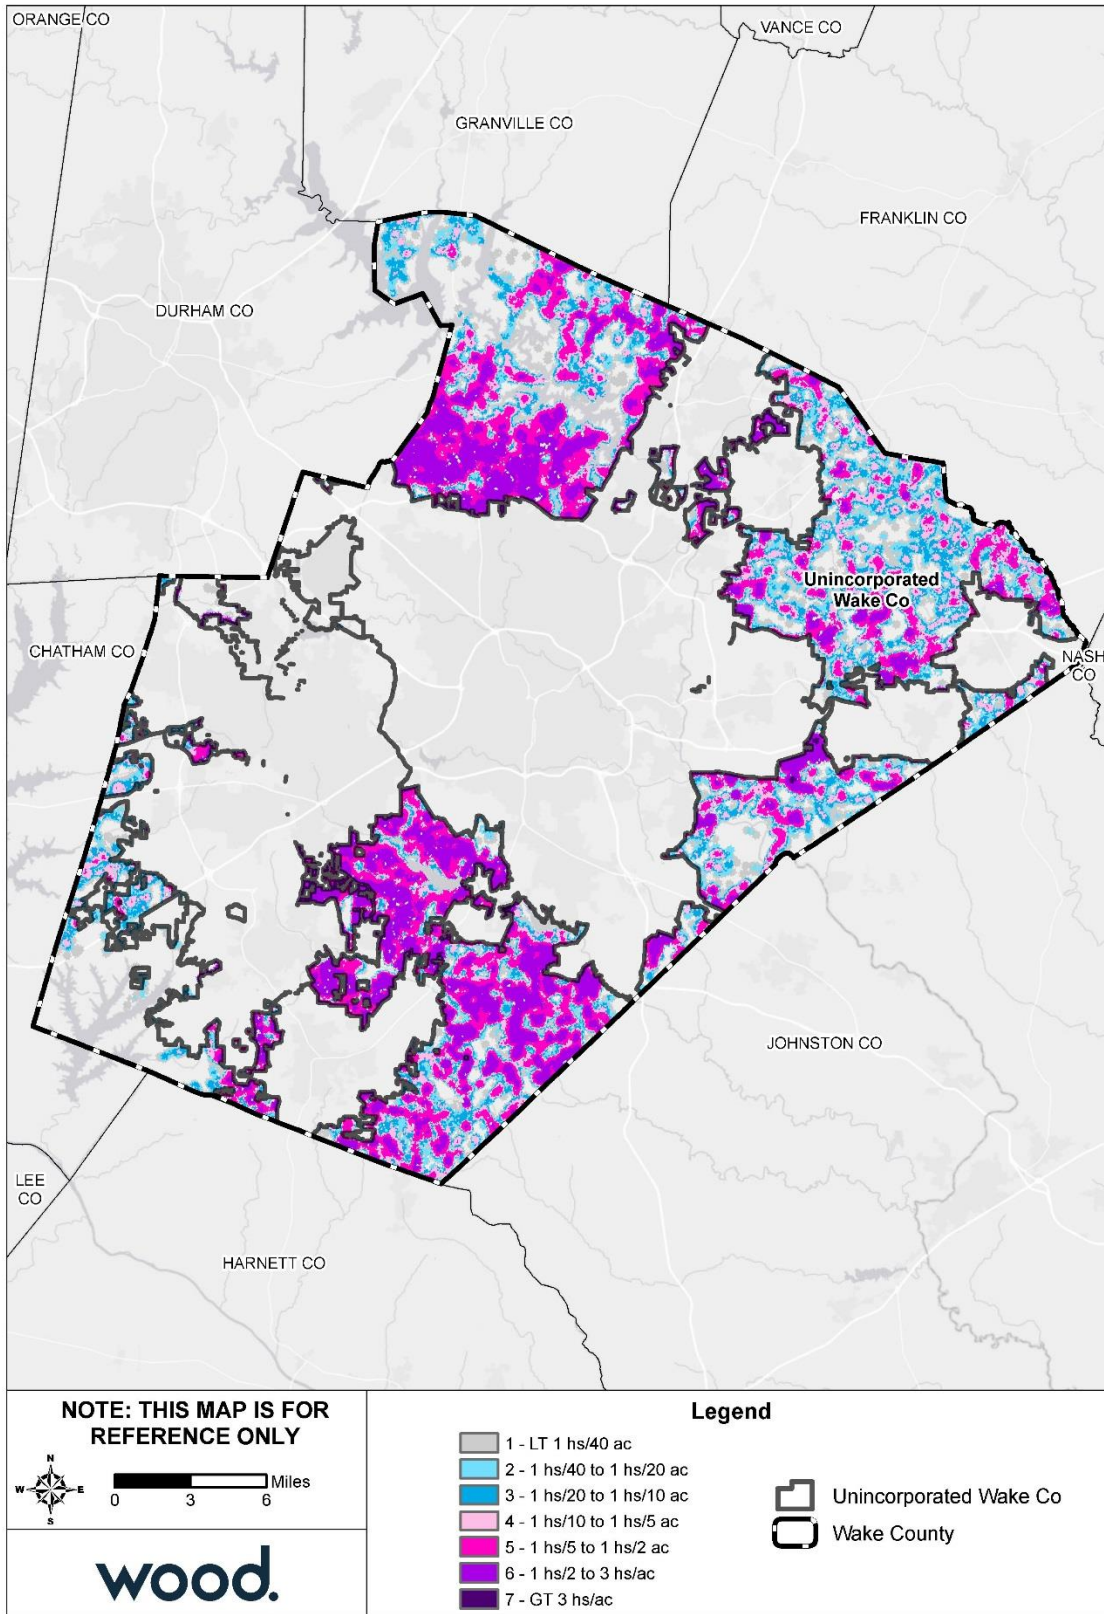 ORANGE CO
VANCE CO
GRANVILLE CO
FRANKLIN CO
DURHAM CO
Unincorporated
Wake Co
CHATHAM CO
NASH
CO
JOHNSTON CO
LEE
CO
HARNETT CO
NOTE: THIS MAP IS FOR
REFERENCE ONLY
N
W E
S
Miles
0 3 6
wood.
Legend
1 - LT 1 hs/40 ac
2 - 1 hs/40 to 1 hs/20 ac
3 - 1 hs/20 to 1 hs/10 ac
4 - 1 hs/10 to 1 hs/5 ac
5 - 1 hs/5 to 1 hs/2 ac
6 - 1 hs/2 to 3 hs/ac
7 - GT 3 hs/ac
Unincorporated Wake Co
Wake County